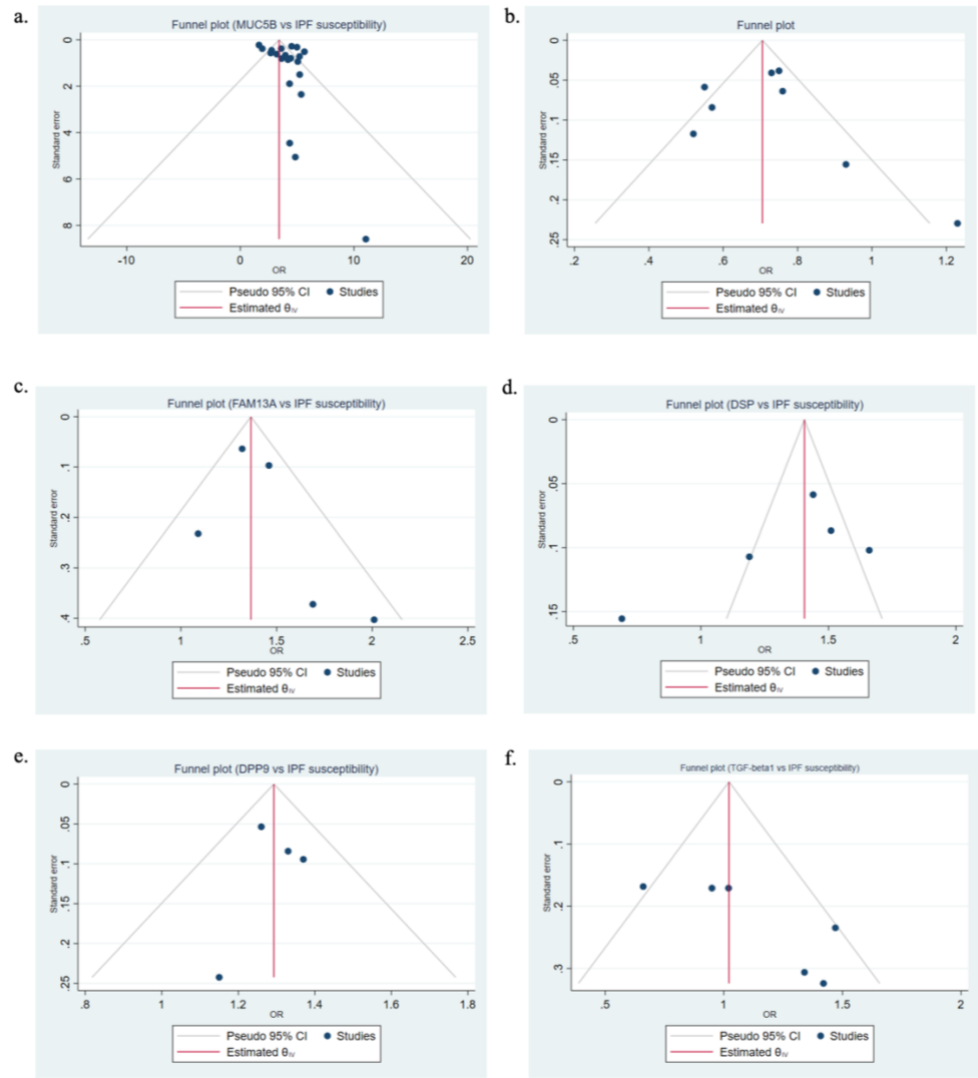 a.
Funnel plot (MUC5B vs IPF susceptibility)
0
2
4
6
8
Standard error
-10 0 10 20
OR
Pseudo 95% CI Studies
Estimated θIV
b.
Funnel plot
0
.05
.1
.15
.2
.25
Standard error
.2 .4 .6 .8 1 1.2
OR
Pseudo 95% CI Studies
Estimated θIV
c.
Funnel plot (FAM13A vs IPF susceptibility)
0
.1
.2
.3
.4
Standard error
.5 1 1.5 2 2.5
OR
Pseudo 95% CI Studies
Estimated θIV
d.
Funnel plot (DSP vs IPF susceptibility)
0
.05
.1
.15
Standard error
.5 1 1.5 2
OR
Pseudo 95% CI Studies
Estimated θIV
e.
Funnel plot (DPP9 vs IPF susceptibility)
0
.05
.1
.15
.2
.25
Standard error
.8 1 1.2 1.4 1.6 1.8
OR
Pseudo 95% CI Studies
Estimated θIV
f.
Funnel plot (TGF-beta1 vs IPF susceptibility)
0
.1
.2
.3
Standard error
.5 1 1.5 2
OR
Pseudo 95% CI Studies
Estimated θIV